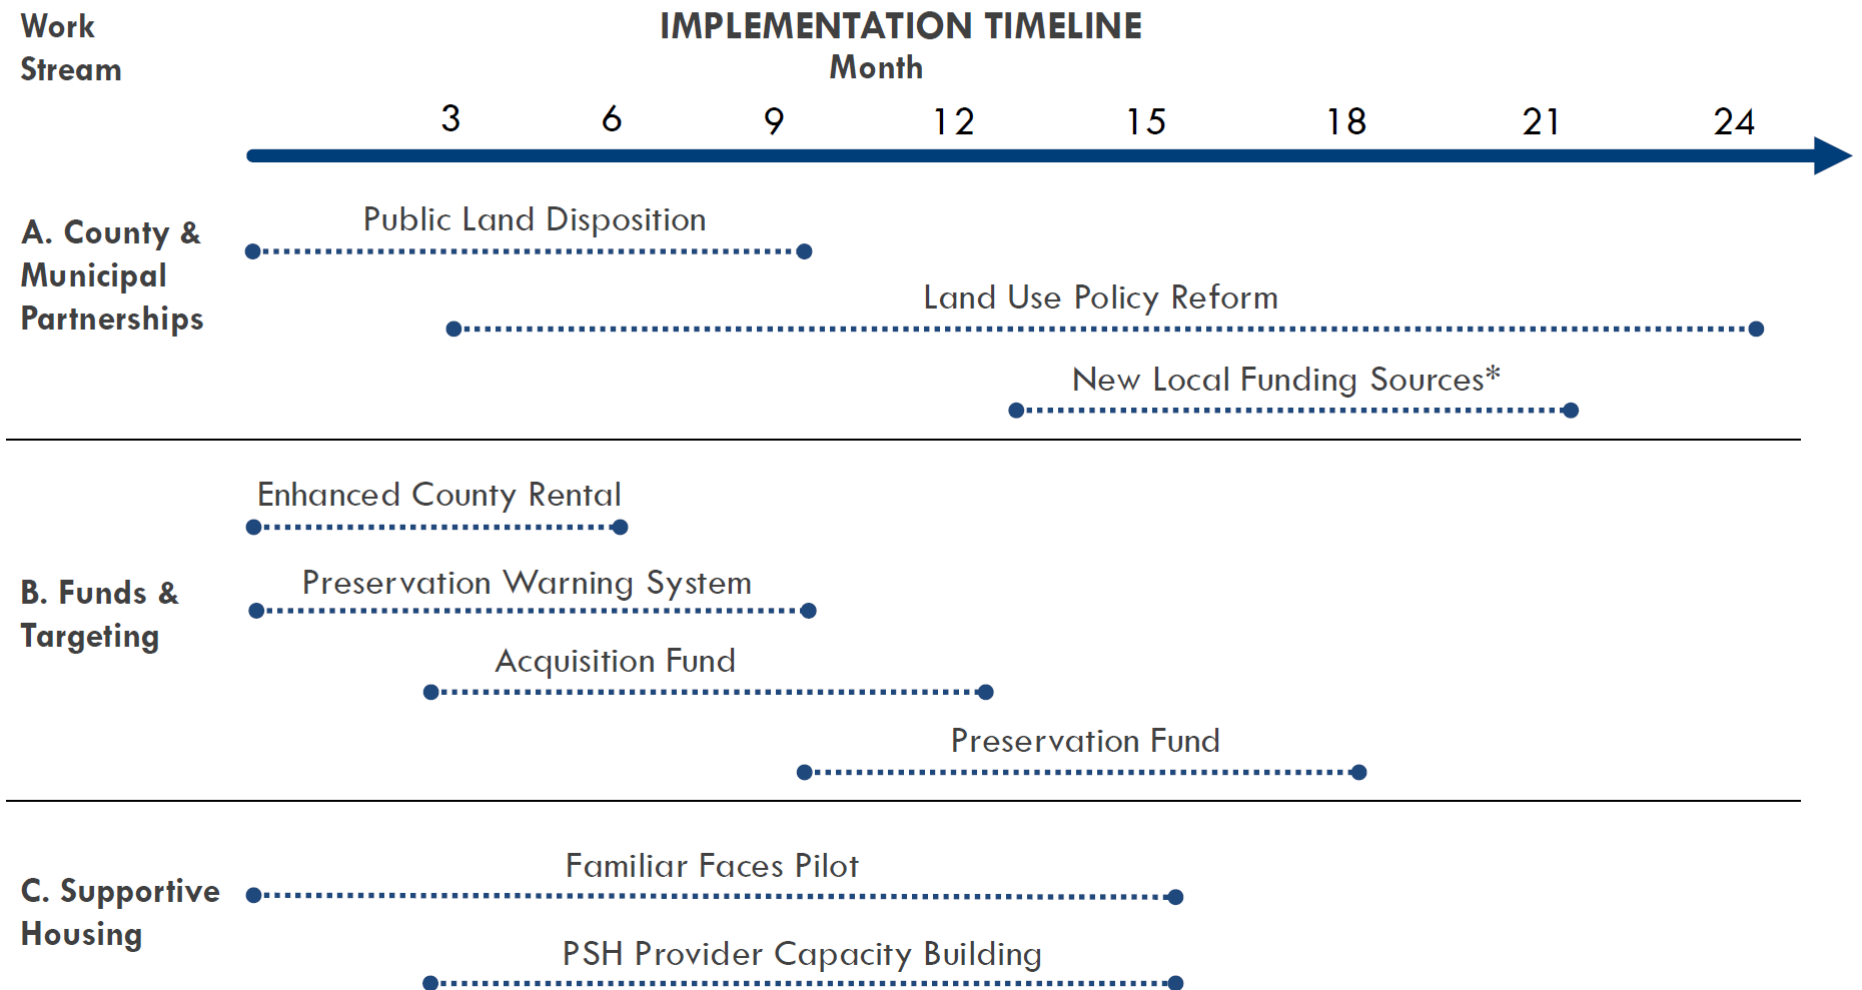 Work
Stream
IMPLEMENTATION TIMELINE
Month
3 6 9 12 15 18 21 24
A. County &
Municipal
Partnerships
Public Land Disposition
Land Use Policy Reform
New Local Funding Sources*
B. Funds &
Targeting
Enhanced County Rental
Preservation Warning System
Acquisition Fund
Preservation Fund
C. Supportive
Housing
Familiar Faces Pilot
PSH Provider Capacity Building